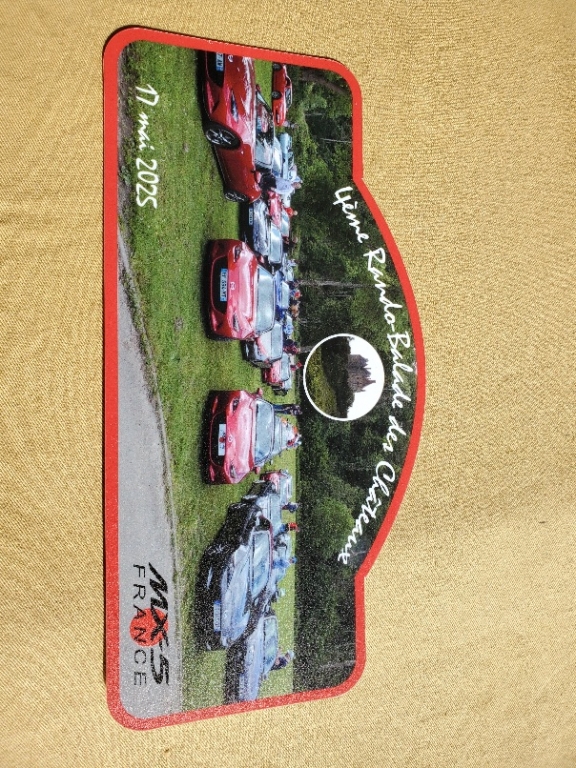 4ème Rando-Balade des Châteaux
17 mai 2025
MX-5
FRANCE